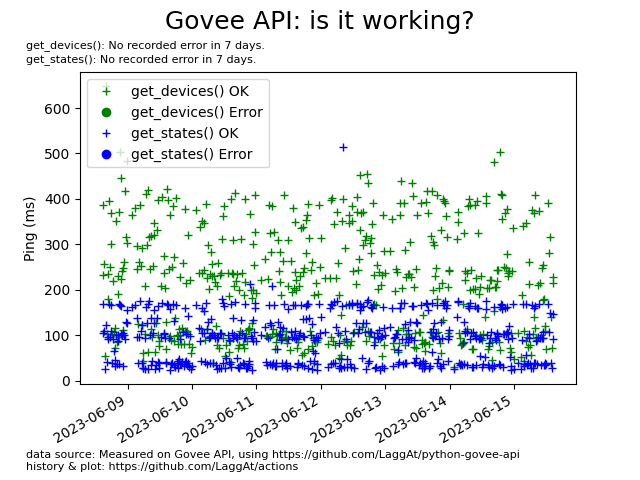 Govee API: is it working?
get_devices(): No recorded error in 7 days.
get_states(): No recorded error in 7 days.
get_devices() OK
get_devices() Error
get_states() OK
get_states() Error
Ping (ms)
600
500
400
300
200
100
0
2023-06-09
2023-06-10
2023-06-11
2023-06-12
2023-06-13
2023-06-14
2023-06-15
data source: Measured on Govee API, using https://github.com/LaggAt/python-govee-api
history & plot: https://github.com/LaggAt/actions